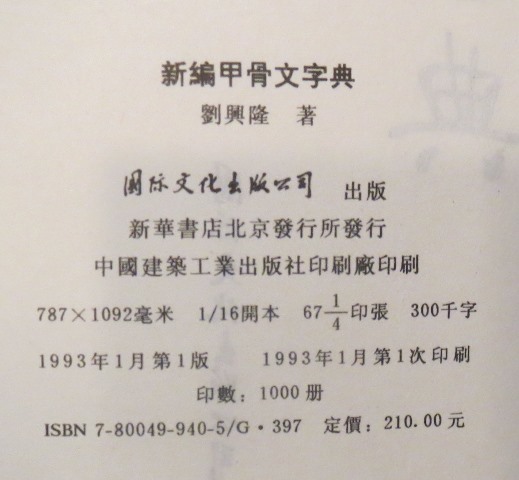 新編甲骨文字典
劉興隆 著
国际文化出版公司 出版
新華書店北京發行所發行
中國建築工業出版社印刷廠印刷
787×1092毫米 1/16開本 67 1/4印張 300千字
1993年1月第1版 1993年1月第1次印刷
印數：1000册
ISBN 7-80049-940-5/G·397 定價：210.00元
典